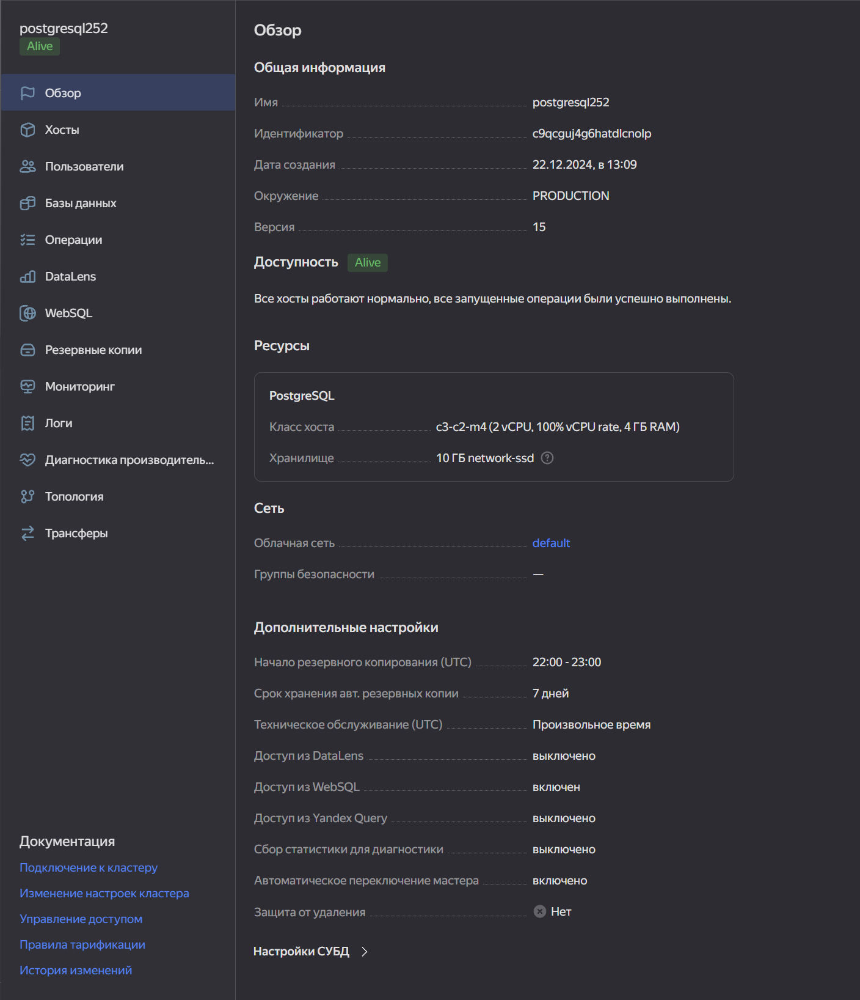 postgresql252
Alive
Обзор
Хосты
Пользователи
Базы данных
Операции
DataLens
WebSQL
Резервные копии
Мониторинг
Логи
Диагностика производитель...
Топология
Трансферы
Документация
Подключение к кластеру
Изменение настроек кластера
Управление доступом
Правила тарификации
История изменений
Обзор
Общая информация
Имя postgresql252
Идентификатор c9qcguj4g6hatdlcnolp
Дата создания 22.12.2024, в 13:09
Окружение PRODUCTION
Версия 15
Доступность Alive
Все хосты работают нормально, все запущенные операции были успешно выполнены.
Ресурсы
PostgreSQL
Класс хоста c3-c2-m4 (2 vCPU, 100% vCPU rate, 4 ГБ RAM)
Хранилище 10 ГБ network-ssd ?
Сеть
Облачная сеть default
Группы безопасности —
Дополнительные настройки
Начало резервного копирования (UTC) 22:00 - 23:00
Срок хранения авт. резервных копии 7 дней
Техническое обслуживание (UTC) Произвольное время
Доступ из DataLens выключено
Доступ из WebSQL включен
Доступ из Yandex Query выключено
Сбор статистики для диагностики выключено
Автоматическое переключение мастера включено
Защита от удаления Нет
Настройки СУБД